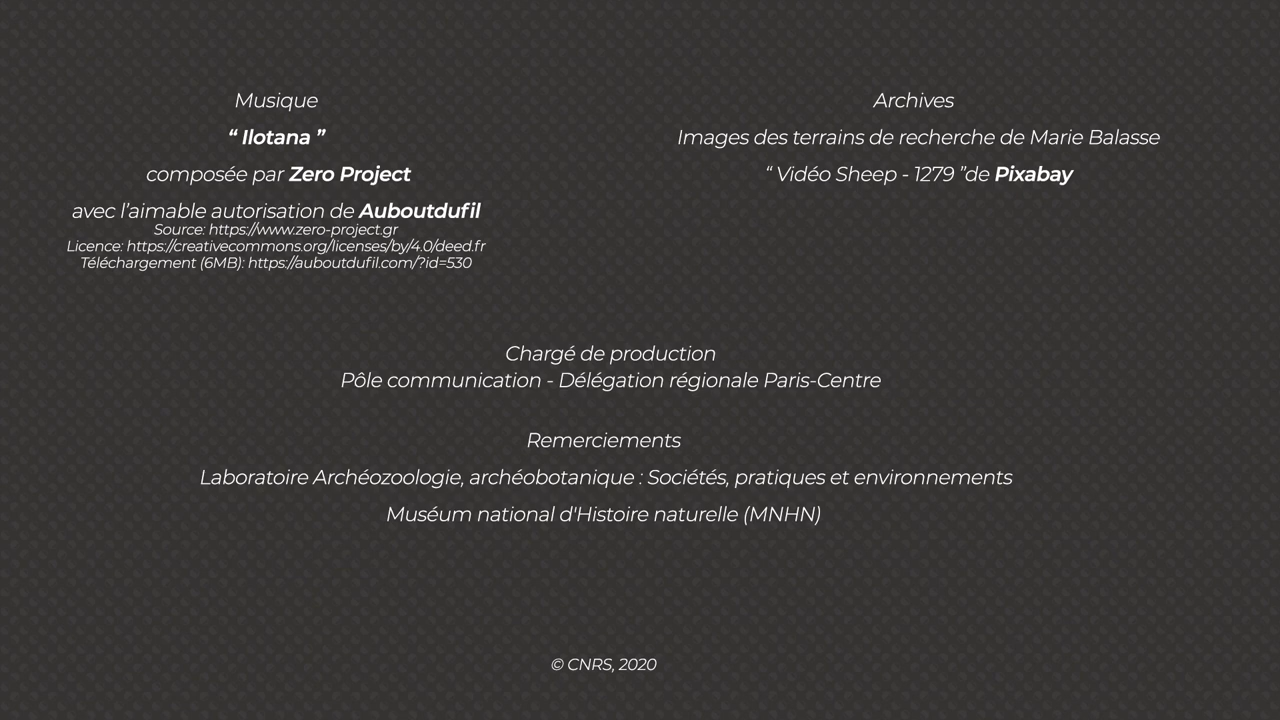 Musique
“ Ilotana ”
composée par Zero Project
avec l’aimable autorisation de Auboutdufil
Source: https://www.zero-project.gr
Licence: https://creativecommons.org/licenses/by/4.0/deed.fr
Téléchargement (6MB): https://auboutdufil.com/?id=530
Archives
Images des terrains de recherche de Marie Balasse
“ Vidéo Sheep - 1279 ”de Pixabay
Chargé de production
Pôle communication - Délégation régionale Paris-Centre
Remerciements
Laboratoire Archéozoologie, archéobotanique : Sociétés, pratiques et environnements
Muséum national d'Histoire naturelle (MNHN)
© CNRS, 2020